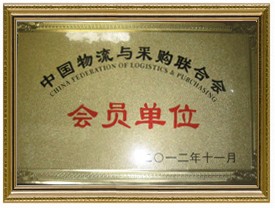 中国物流与采购联合会
CHINA FEDERATION OF LOGISTICS & PURCHASING
会员单位
二〇一二年十一月